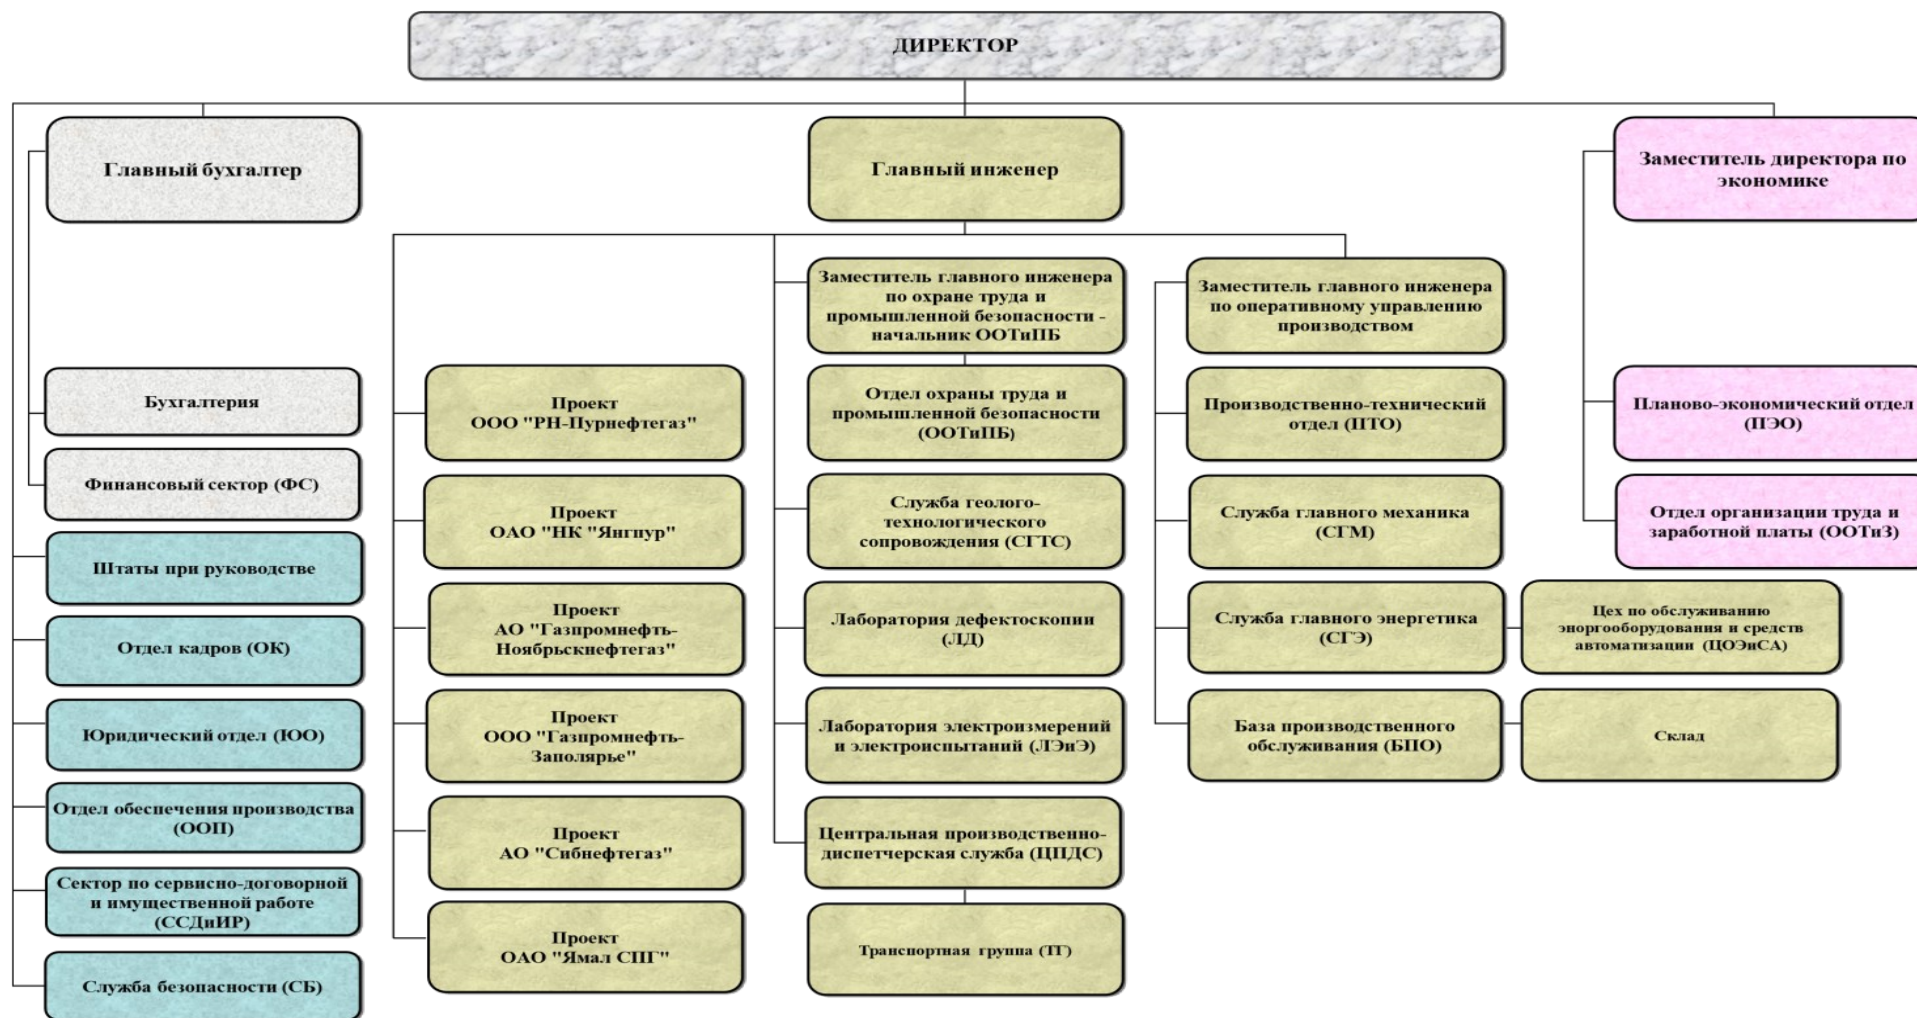 ДИРЕКТОР
Главный бухгалтер
Главный инженер
Заместитель директора по
экономике
Заместитель главного инженера
по охране труда и
промышленной безопасности -
начальник ООТиПБ
Заместитель главного инженера
по оперативному управлению
производством
Бухгалтерия
Финансовый сектор (ФС)
Штаты при руководстве
Отдел кадров (ОК)
Юридический отдел (ЮО)
Отдел обеспечения производства
(ООП)
Сектор по сервисно-договорной
и имущественной работе
(ССДиИР)
Служба безопасности (СБ)
Проект
ООО "РН-Пурнефтегаз"
Проект
ОАО "НК "Янгпур"
Проект
АО "Газпромнефть-
Ноябрьскнефтегаз"
Проект
ООО "Газпромнефть-
Заполярье"
Проект
АО "Сибнефтегаз"
Проект
ОАО "Ямал СПГ"
Отдел охраны труда и
промышленной безопасности
(ООТиПБ)
Служба геолого-
технологического
сопровождения (СГТС)
Лаборатория дефектоскопии
(ЛД)
Лаборатория электроизмерений
и электроиспытаний (ЛЭиЭ)
Центральная производственно-
диспетчерская служба (ЦПДС)
Транспортная группа (ТГ)
Производственно-технический
отдел (ПТО)
Служба главного механика
(СГМ)
Служба главного энергетика
(СГЭ)
База производственного
обслуживания (БПО)
Цех по обслуживанию
эноргооборудования и средств
автоматизации (ЦОЭиСА)
Склад
Планово-экономический отдел
(ПЭО)
Отдел организации труда и
заработной платы (ООТиЗ)